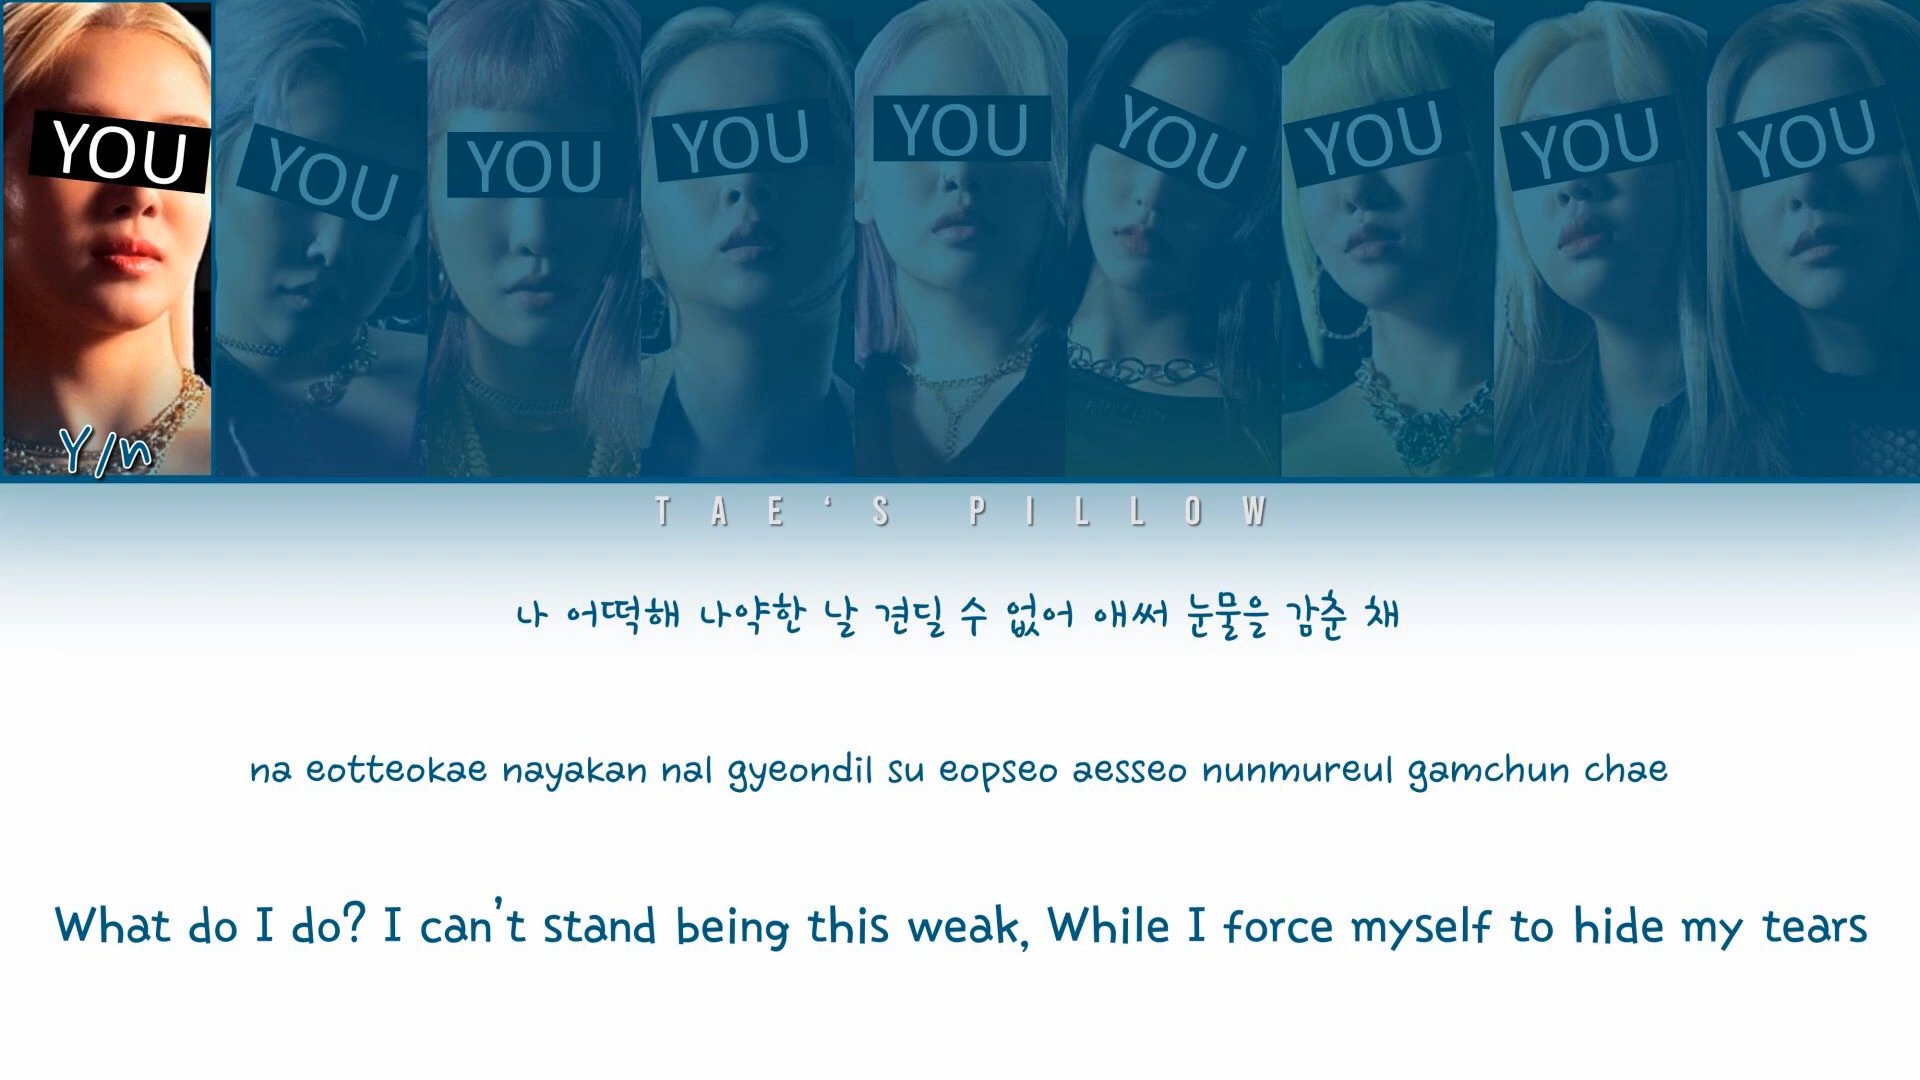 YOU YOU YOU YOU YOU YOU YOU YOU YOU
Y/n
TAE‘S PILLOW
나 어떡해 나약한 날 견딜 수 없어 애써 눈물을 감춘 채
na eotteokae nayakan nal gyeondil su eopseo aesseo nunmureul gamchun chae
What do I do? I can't stand being this weak, While I force myself to hide my tears